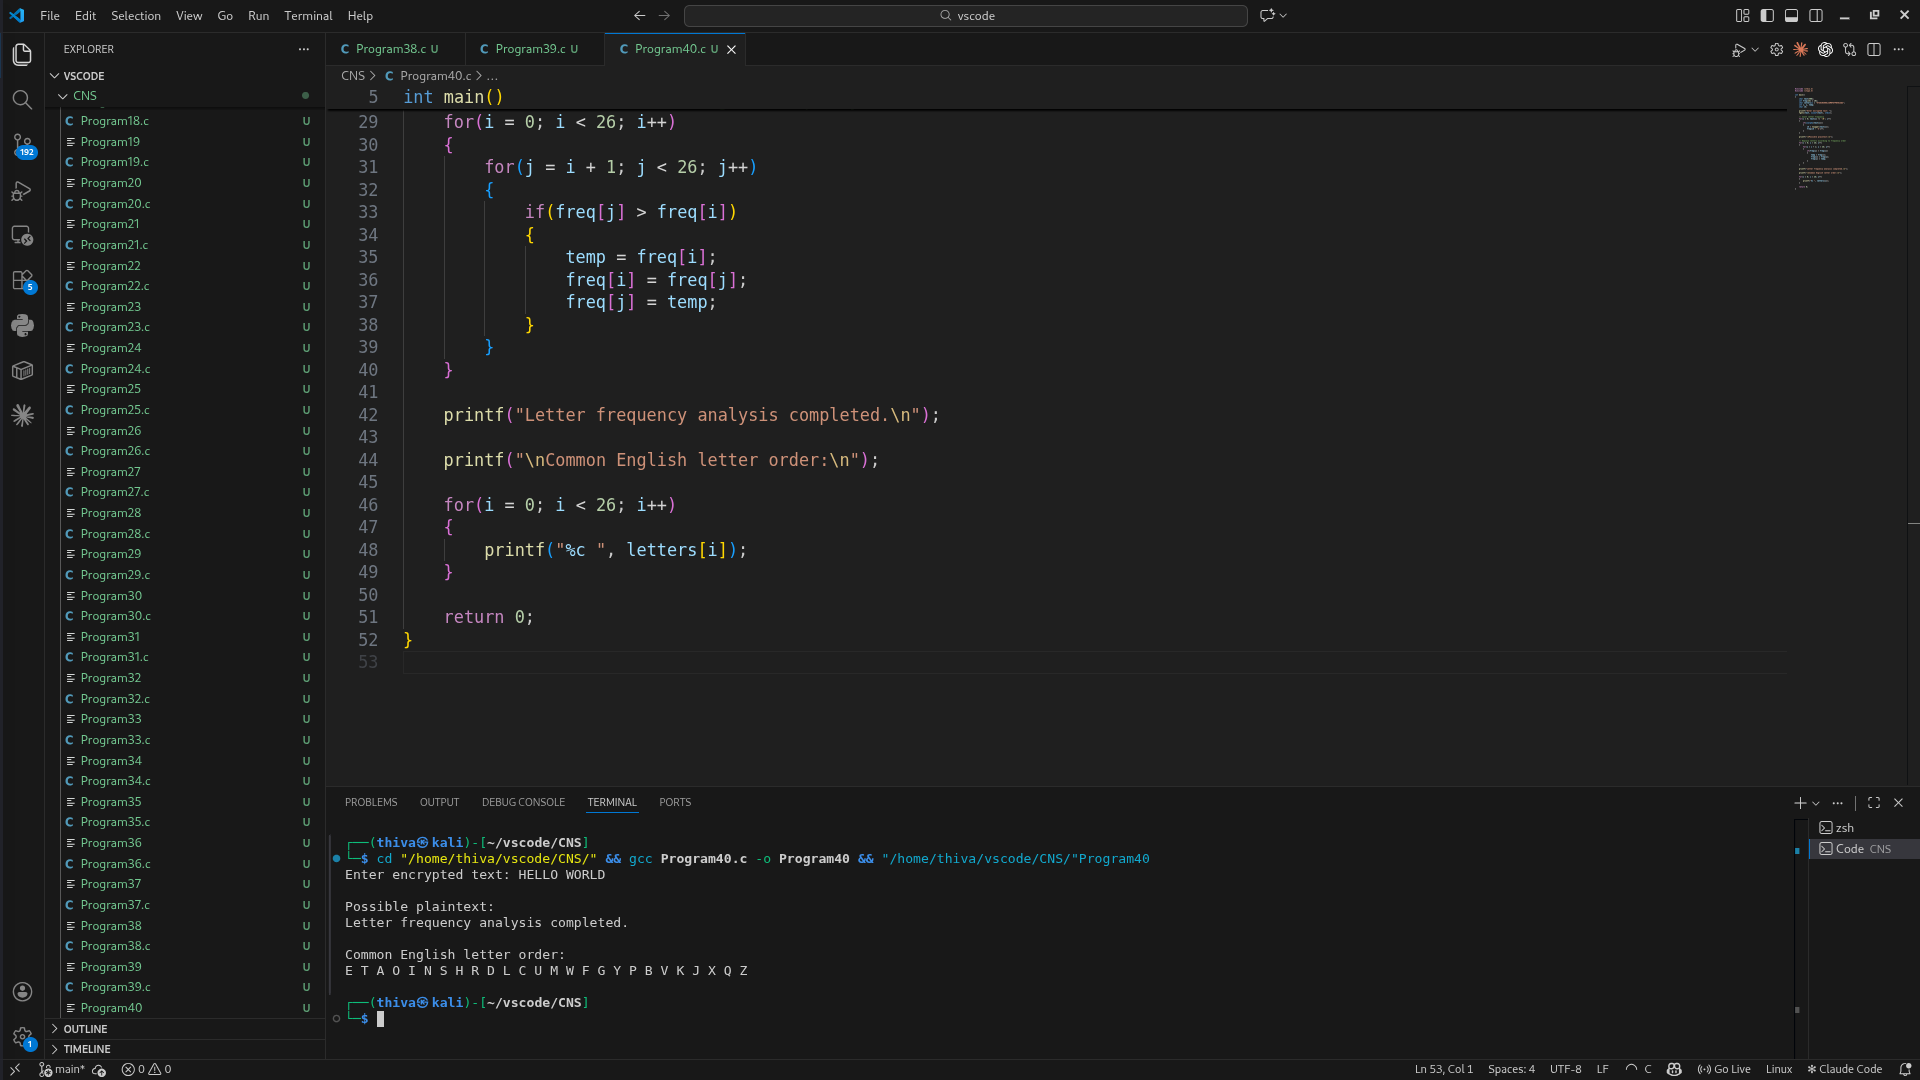 File Edit Selection View Go Run Terminal Help
vscode
EXPLORER
VSCODE
CNS
Program18.c U
Program19 U
Program19.c U
Program20 U
Program20.c U
Program21 U
Program21.c U
Program22 U
Program22.c U
Program23 U
Program23.c U
Program24 U
Program24.c U
Program25 U
Program25.c U
Program26 U
Program26.c U
Program27 U
Program27.c U
Program28 U
Program28.c U
Program29 U
Program29.c U
Program30 U
Program30.c U
Program31 U
Program31.c U
Program32 U
Program32.c U
Program33 U
Program33.c U
Program34 U
Program34.c U
Program35 U
Program35.c U
Program36 U
Program36.c U
Program37 U
Program37.c U
Program38 U
Program38.c U
Program39 U
Program39.c U
Program40 U
OUTLINE
TIMELINE
192
5
1
Program38.c U Program39.c U Program40.c U
CNS > Program40.c > ...
5 int main()
29 for(i = 0; i < 26; i++)
30 {
31 for(j = i + 1; j < 26; j++)
32 {
33 if(freq[j] > freq[i])
34 {
35 temp = freq[i];
36 freq[i] = freq[j];
37 freq[j] = temp;
38 }
39 }
40 }
41
42 printf("Letter frequency analysis completed.\n");
43
44 printf("\nCommon English letter order:\n");
45
46 for(i = 0; i < 26; i++)
47 {
48 printf("%c ", letters[i]);
49 }
50
51 return 0;
52 }
53
PROBLEMS OUTPUT DEBUG CONSOLE TERMINAL PORTS
┌──(thiva㉿kali)-[~/vscode/CNS]
└─$ cd "/home/thiva/vscode/CNS/" && gcc Program40.c -o Program40 && "/home/thiva/vscode/CNS/"Program40
Enter encrypted text: HELLO WORLD
Possible plaintext:
Letter frequency analysis completed.
Common English letter order:
E T A O I N S H R D L C U M W F G Y P B V K J X Q Z
┌──(thiva㉿kali)-[~/vscode/CNS]
└─$
zsh
Code CNS
main* 0 0 Ln 53, Col 1 Spaces: 4 UTF-8 LF C Go Live Linux Claude Code